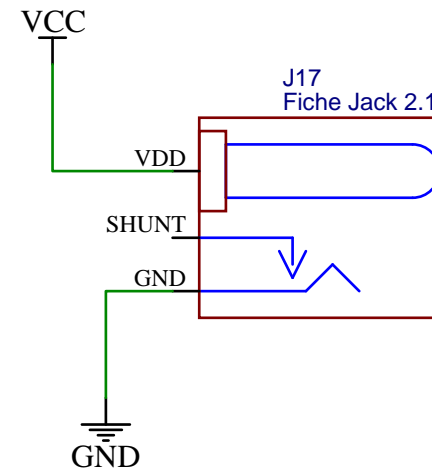 VCC
J17
Fiche Jack 2.1
VDD
SHUNT
GND
GND